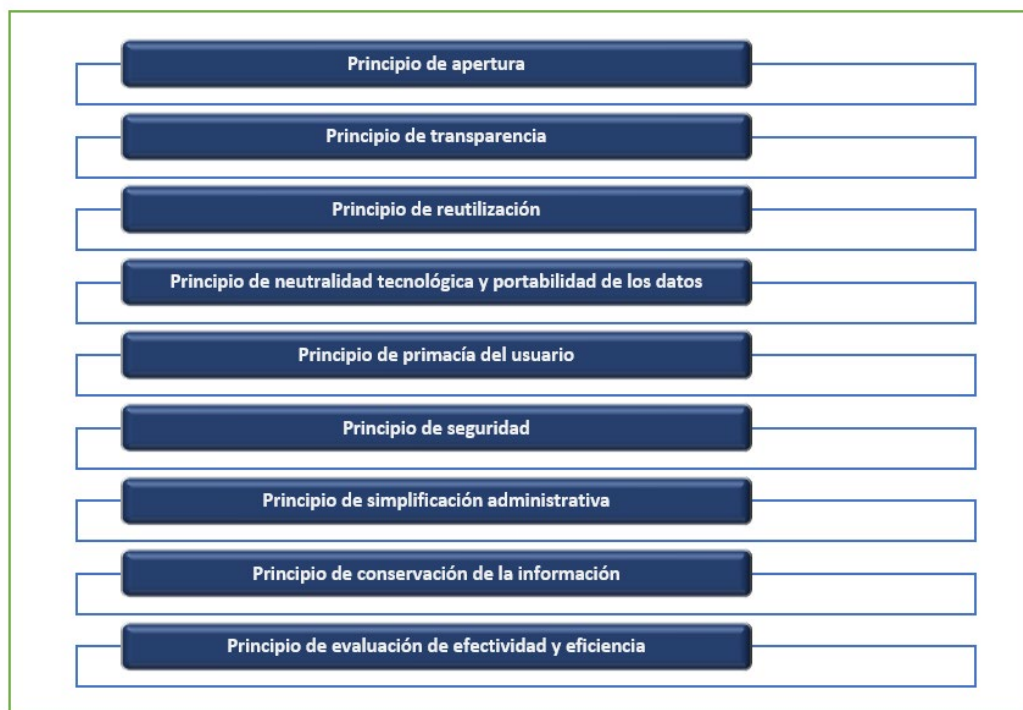 Principio de apertura
Principio de transparencia
Principio de reutilización
Principio de neutralidad tecnológica y portabilidad de los datos
Principio de primacía del usuario
Principio de seguridad
Principio de simplificación administrativa
Principio de conservación de la información
Principio de evaluación de efectividad y eficiencia